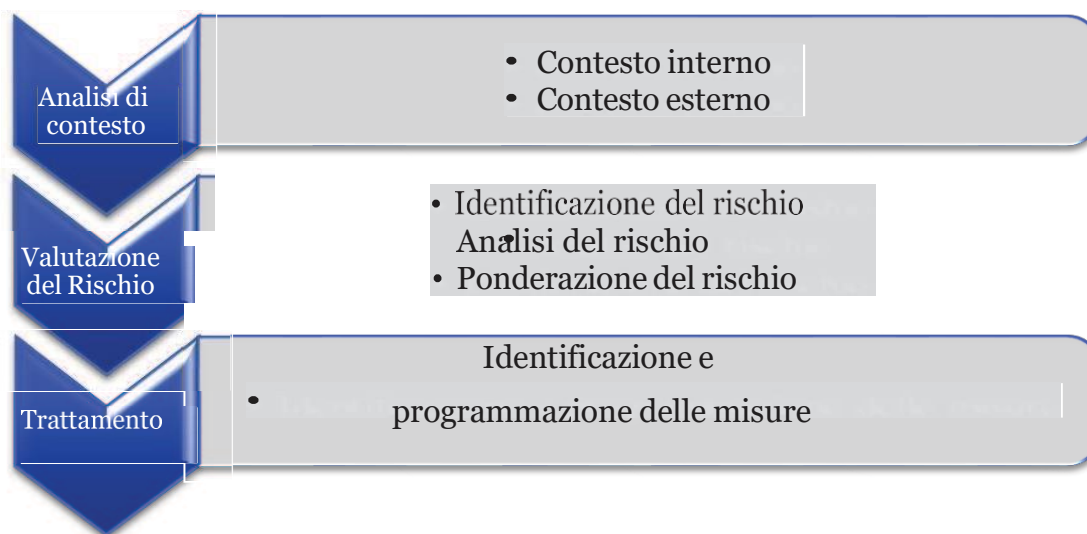 Analisi di
contesto
• Contesto interno
• Contesto esterno
Valutazione
del Rischio
• Identificazione del rischio
• Analisi del rischio
• Ponderazione del rischio
Trattamento
• Identificazione e
programmazione delle misure